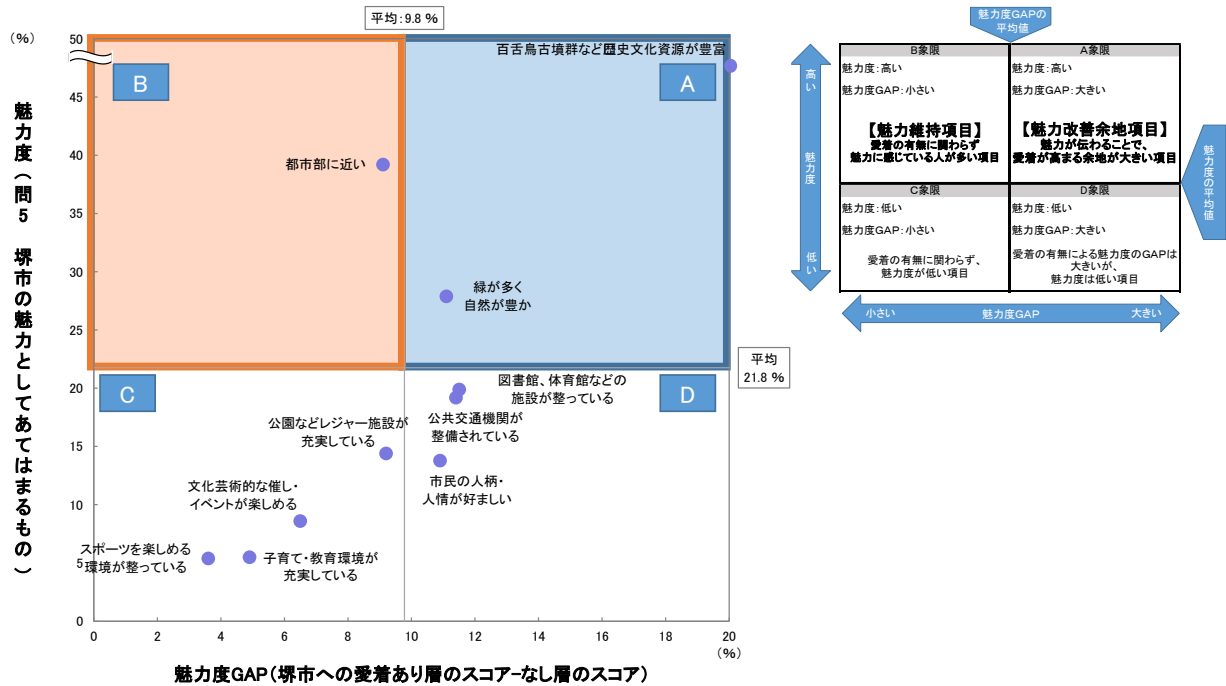 平均:9.8 %
(%)
50
45
40
35
30
25
20
15
10
5
0
魅力度(問5 堺市の魅力としてあてはまるもの)
B
A
C
D
百舌鳥古墳群など歴史文化資源が豊富
都市部に近い
緑が多く
自然が豊か
平均
21.8 %
図書館、体育館などの
施設が整っている
公共交通機関が
整備されている
公園などレジャー施設が
充実している
市民の人柄・
人情が好ましい
文化芸術的な催し・
イベントが楽しめる
スポーツを楽しめる
環境が整っている
子育て・教育環境が
充実している
0 2 4 6 8 10 12 14 16 18 20
(%)
魅力度GAP(堺市への愛着あり層のスコア-なし層のスコア)
魅力度GAPの
平均値
高い
魅力度
低い
B象限
魅力度:高い
魅力度GAP:小さい
【魅力維持項目】
愛着の有無に関わらず
魅力に感じている人が多い項目
A象限
魅力度:高い
魅力度GAP:大きい
【魅力改善余地項目】
魅力が伝わることで、
愛着が高まる余地が大きい項目
C象限
魅力度:低い
魅力度GAP:小さい
愛着の有無に関わらず、
魅力度が低い項目
D象限
魅力度:低い
魅力度GAP:大きい
愛着の有無による魅力度のGAPは
大きいが、
魅力度は低い項目
魅力度の平均値
小さい 魅力度GAP 大きい